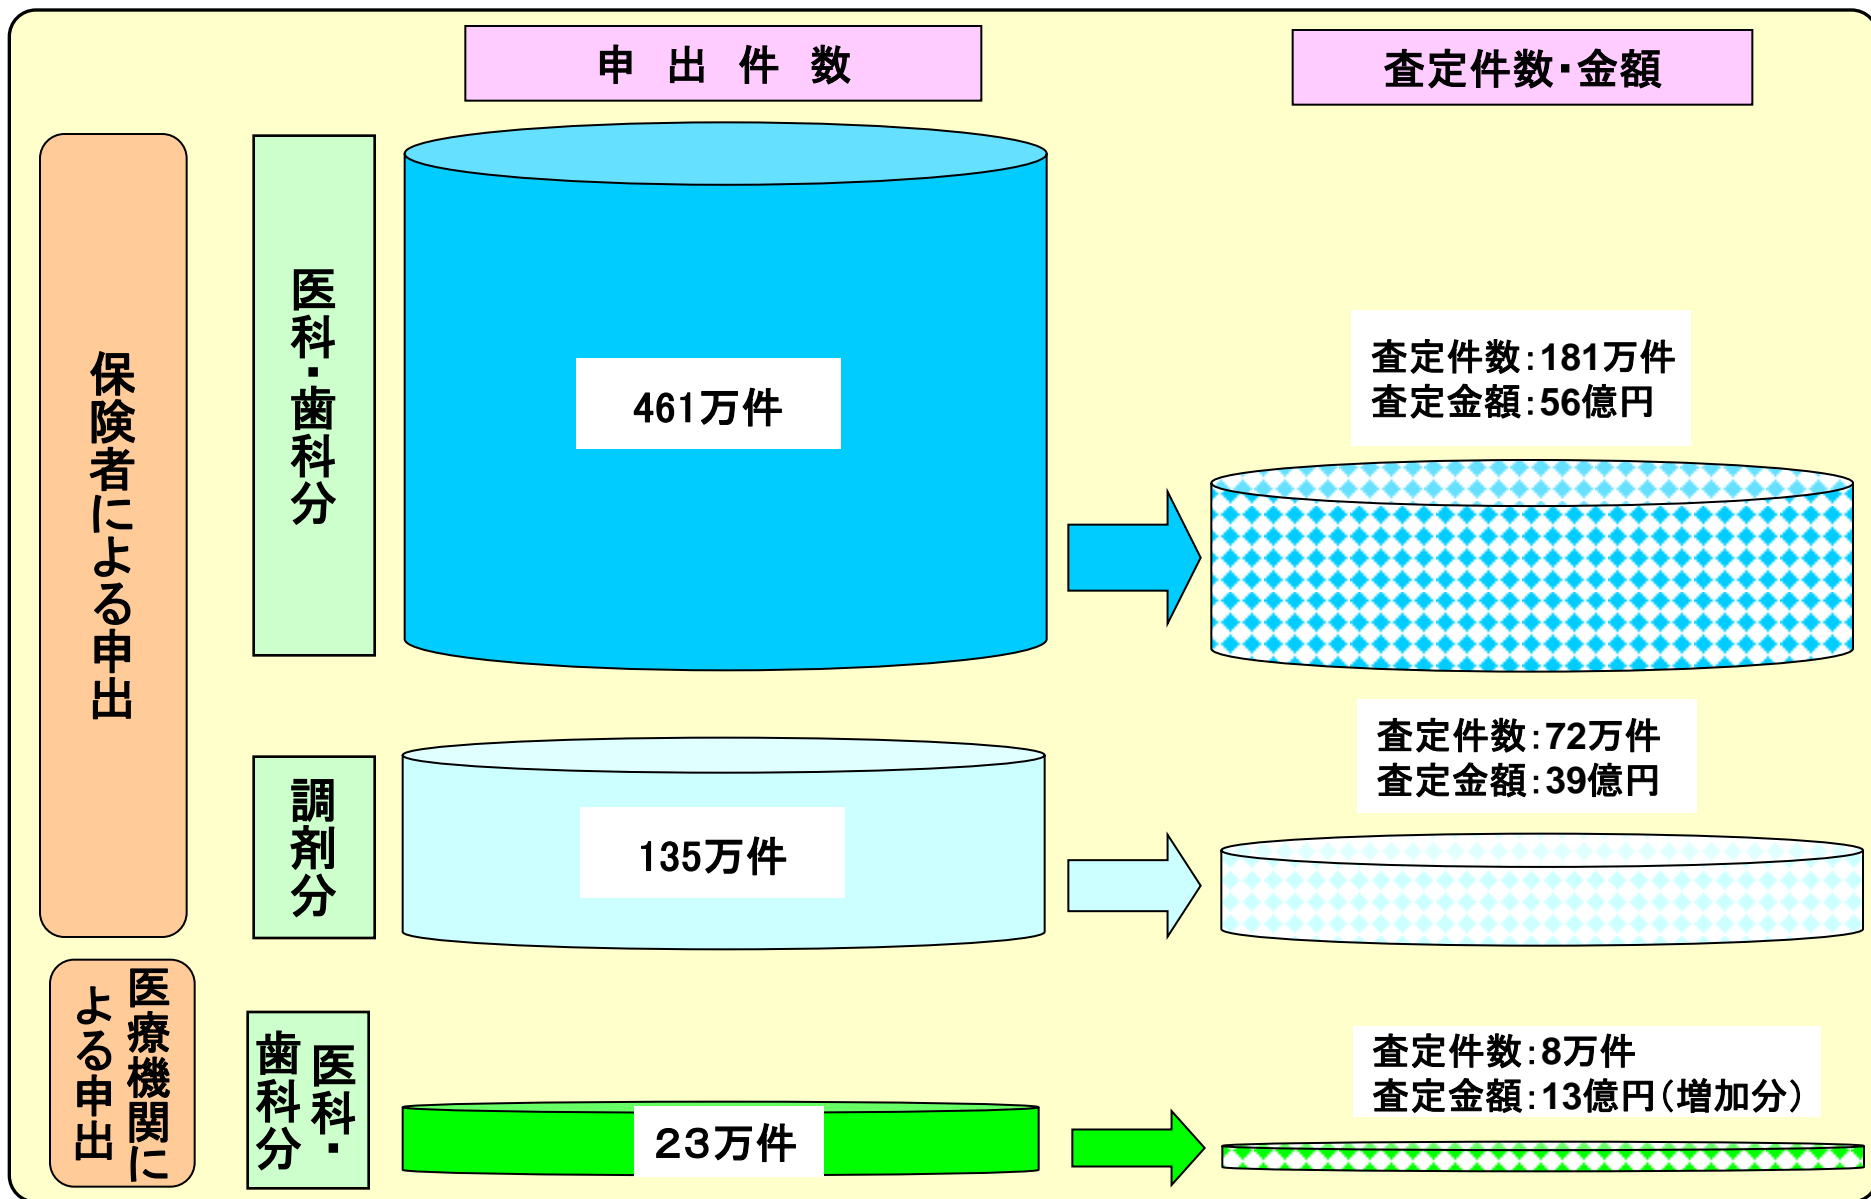 申出件数
査定件数・金額
保険者による申出
医科・歯科分
461万件
査定件数：181万件
査定金額：56億円
調剤分
135万件
査定件数：72万件
査定金額：39億円
医療機関に
よる申出
医科・
歯科分
２３万件
査定件数：8万件
査定金額：13億円（増加分）